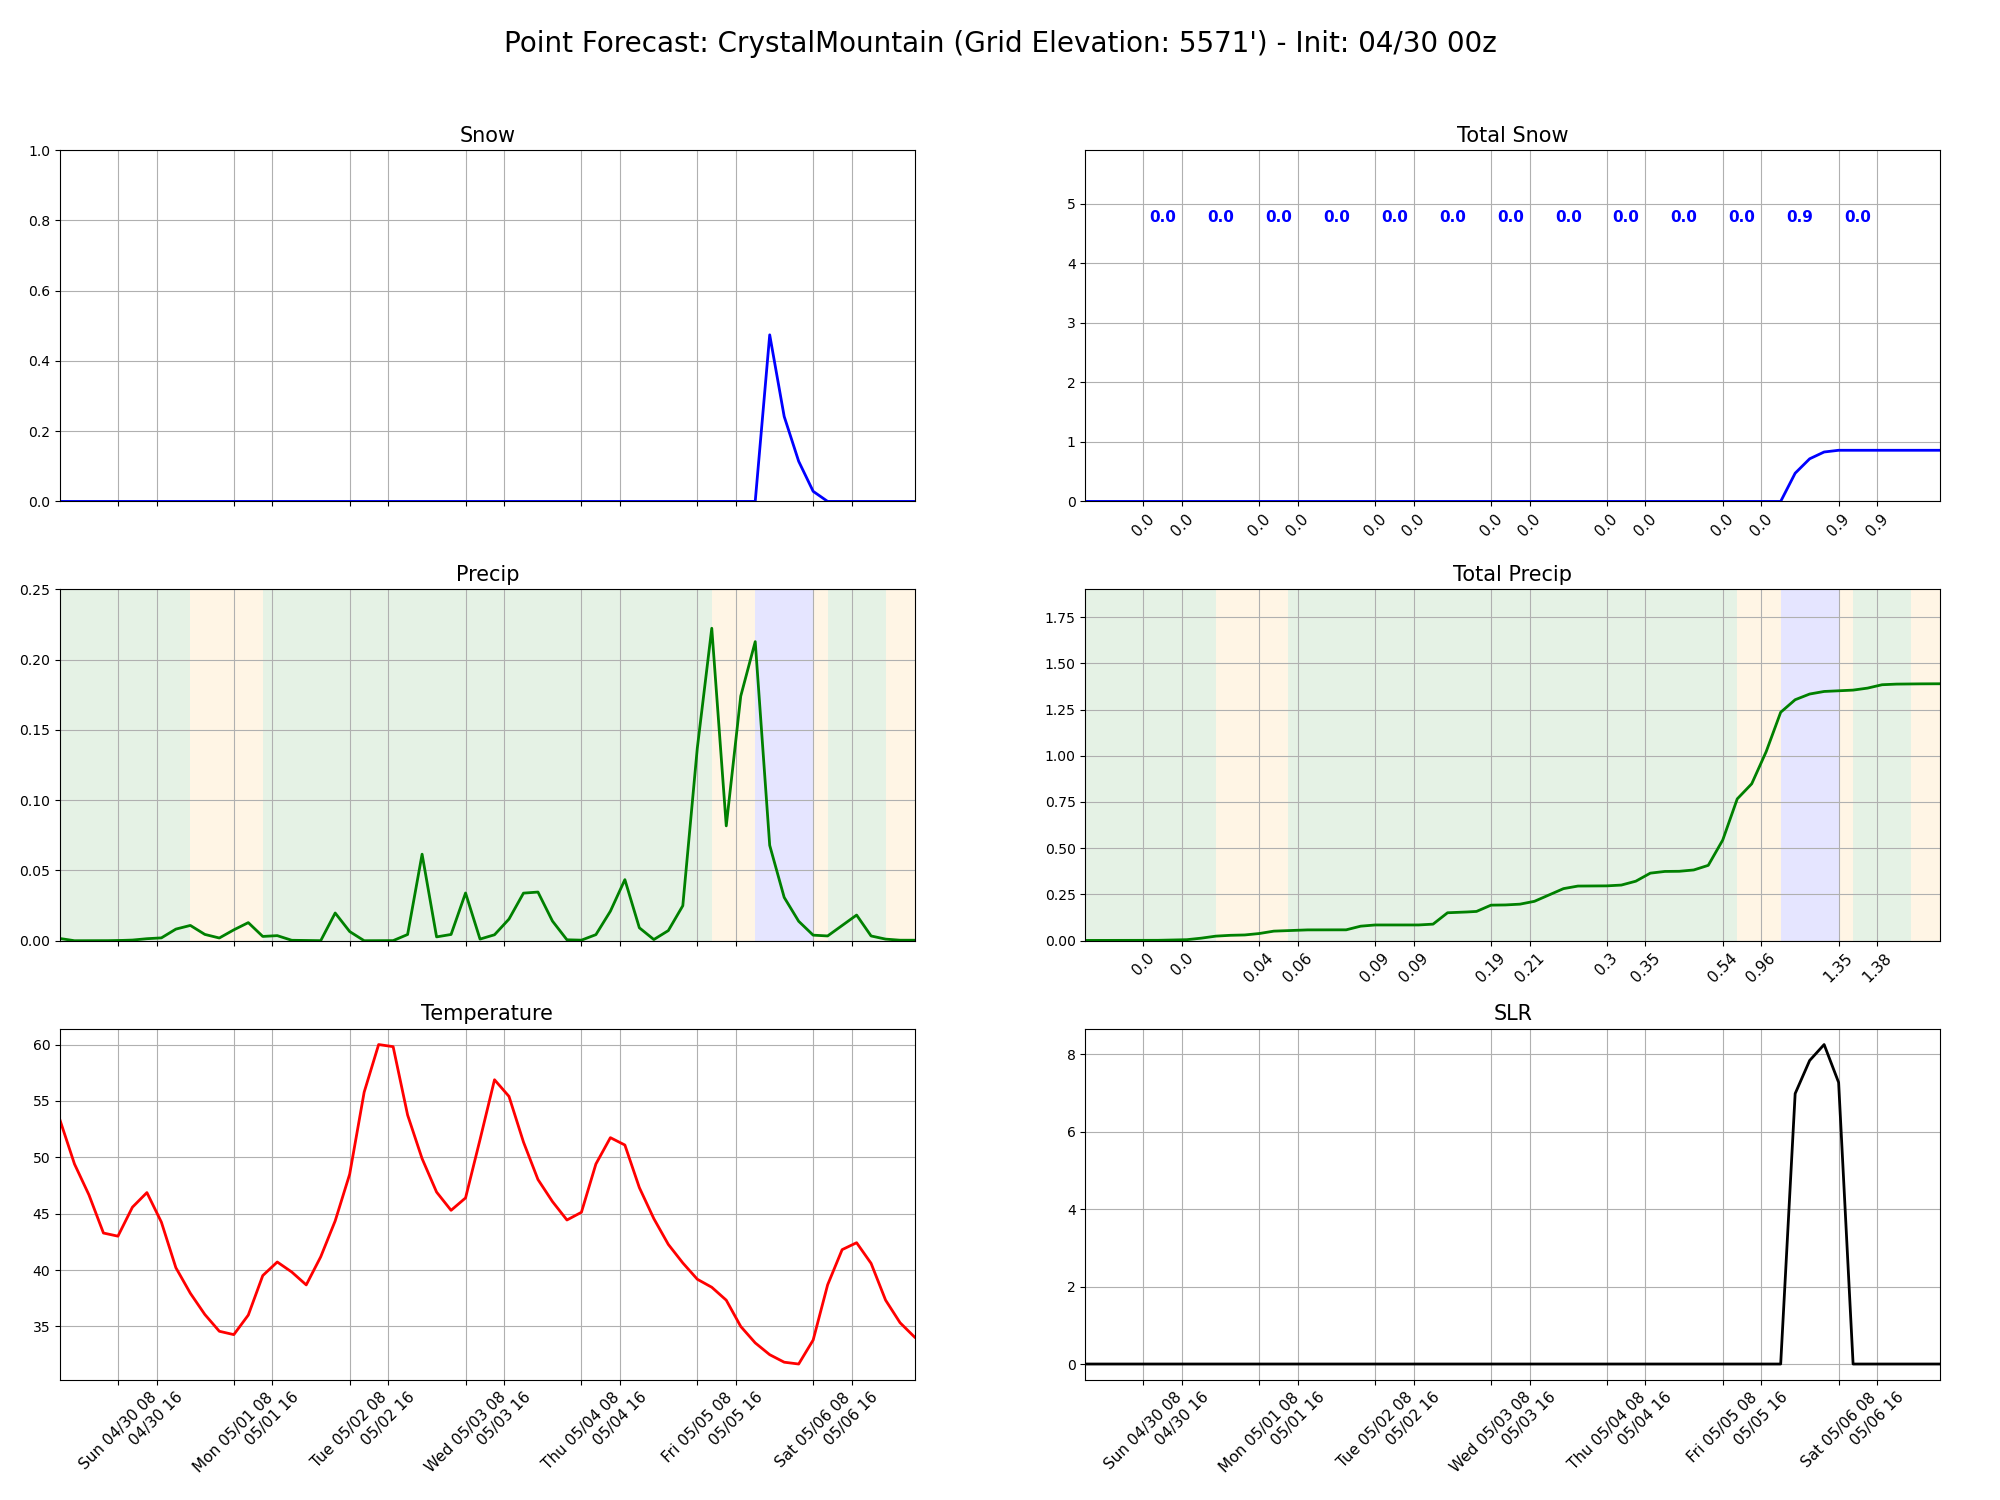 Point Forecast: CrystalMountain (Grid Elevation: 5571') - Init: 04/30 00z
Snow
1.0
0.8
0.6
0.4
0.2
0.0
Total Snow
5
4
3
2
1
0
0.0 0.0 0.0 0.0 0.0 0.0 0.0 0.0 0.0 0.0 0.0 0.9 0.0
0.0 0.0 0.0 0.0 0.0 0.0 0.0 0.0 0.0 0.0 0.0 0.0 0.9 0.9
Precip
0.25
0.20
0.15
0.10
0.05
0.00
Total Precip
1.75
1.50
1.25
1.00
0.75
0.50
0.25
0.00
0.0 0.0 0.04 0.06 0.09 0.09 0.19 0.21 0.3 0.35 0.54 0.96 1.35 1.38
Temperature
60
55
50
45
40
35
Sun 04/30 08
04/30 16
Mon 05/01 08
05/01 16
Tue 05/02 08
05/02 16
Wed 05/03 08
05/03 16
Thu 05/04 08
05/04 16
Fri 05/05 08
05/05 16
Sat 05/06 08
05/06 16
SLR
8
6
4
2
0
Sun 04/30 08
04/30 16
Mon 05/01 08
05/01 16
Tue 05/02 08
05/02 16
Wed 05/03 08
05/03 16
Thu 05/04 08
05/04 16
Fri 05/05 08
05/05 16
Sat 05/06 08
05/06 16